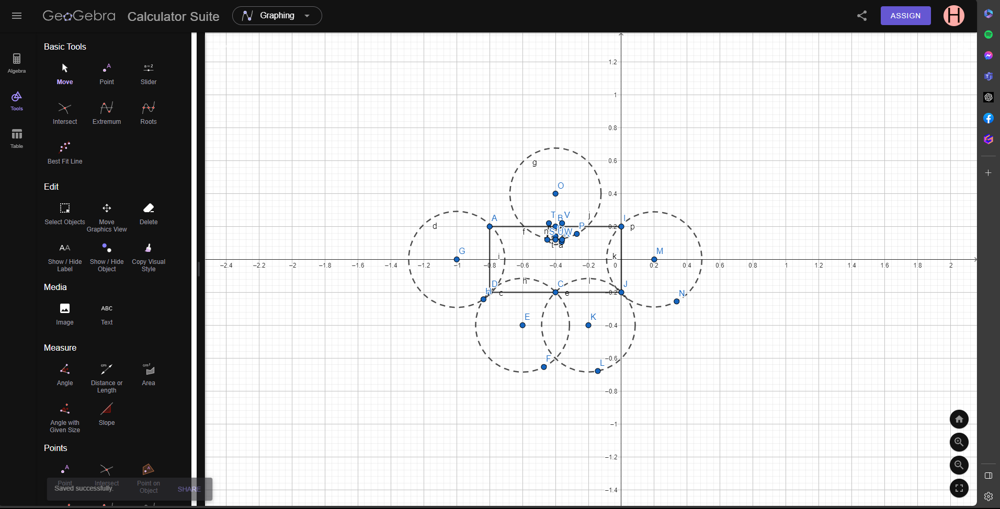 GeoGebra Calculator Suite Graphing ASSIGN H
Algebra
Tools
Table
Basic Tools
Move Point Slider
a=2
Intersect Extremum Roots
Best Fit Line
Edit
Select Objects Move Graphics View Delete
AA
Show / Hide Label Show / Hide Object Copy Visual Style
Media
ABC
Image Text
Measure
cm cm²
Angle Distance or Length Area
Angle with Given Size Slope
Points
Point Intersect Point on Object
Saved successfully. SHARE
1.2
1
0.8
g 0.6
O
0.4
T B V j
d A I
f n S U W P 0.2 p
t a
G i k M
−2.4 −2.2 −2 −1.8 −1.6 −1.4 −1.2 −1 −0.8 −0.6 −0.4 −0.2 0 0.2 0.4 0.6 0.8 1 1.2 1.4 1.6 1.8 2
h l
D C J
H c e −0.2 N
E K
−0.4
F L −0.6
−0.8
−1
−1.2
−1.4